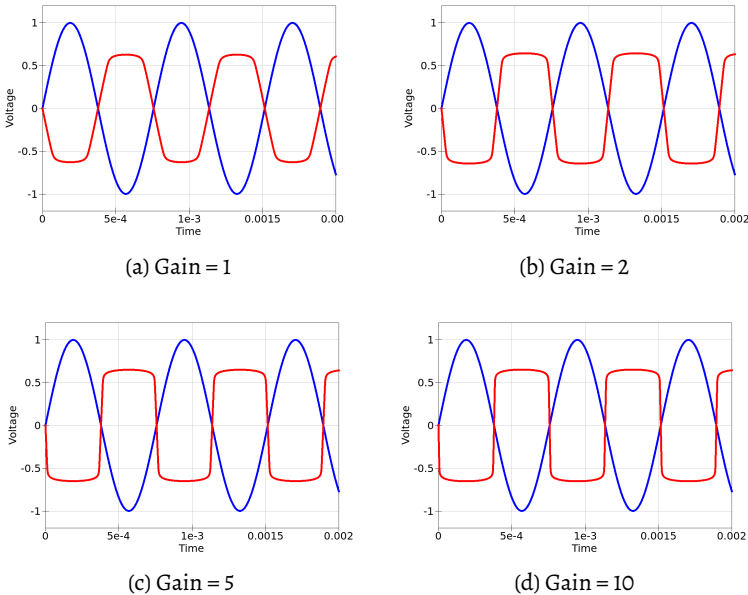 1
0.5
0
-0.5
-1
Voltage
0 5e-4 1e-3 0.0015 0.00
Time
(a) Gain = 1
1
0.5
0
-0.5
-1
Voltage
0 5e-4 1e-3 0.0015 0.002
Time
(b) Gain = 2
1
0.5
0
-0.5
-1
Voltage
0 5e-4 1e-3 0.0015 0.002
Time
(c) Gain = 5
1
0.5
0
-0.5
-1
Voltage
0 5e-4 1e-3 0.0015 0.002
Time
(d) Gain = 10